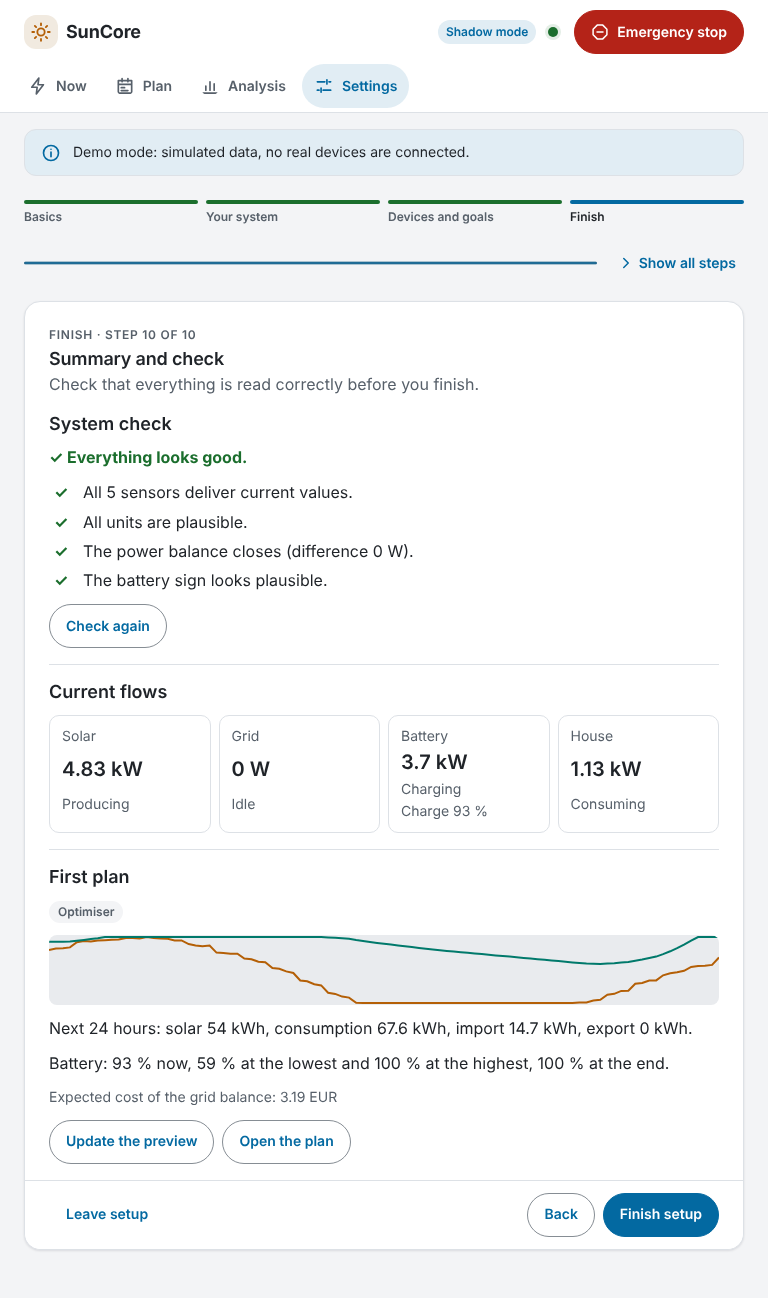 SunCore
Shadow mode
Emergency stop
Now
Plan
Analysis
Settings
Demo mode: simulated data, no real devices are connected.
Basics
Your system
Devices and goals
Finish
Show all steps
FINISH · STEP 10 OF 10
Summary and check
Check that everything is read correctly before you finish.
System check
Everything looks good.
All 5 sensors deliver current values.
All units are plausible.
The power balance closes (difference 0 W).
The battery sign looks plausible.
Check again
Current flows
Solar
4.83 kW
Producing
Grid
0 W
Idle
Battery
3.7 kW
Charging
Charge 93 %
House
1.13 kW
Consuming
First plan
Optimiser
Next 24 hours: solar 54 kWh, consumption 67.6 kWh, import 14.7 kWh, export 0 kWh.
Battery: 93 % now, 59 % at the lowest and 100 % at the highest, 100 % at the end.
Expected cost of the grid balance: 3.19 EUR
Update the preview
Open the plan
Leave setup
Back
Finish setup